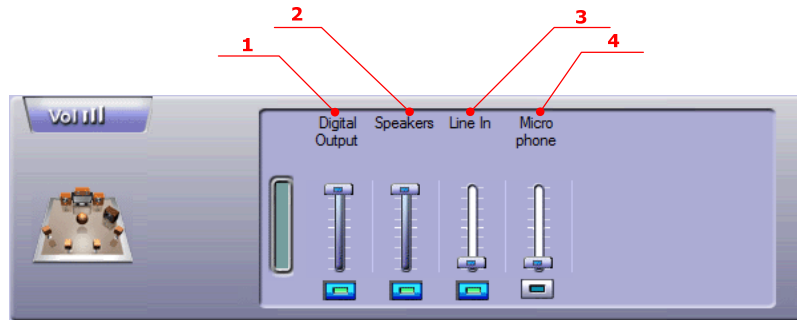 2
3
1
4
Vol
Digital Output
Speakers
Line In
Micro phone